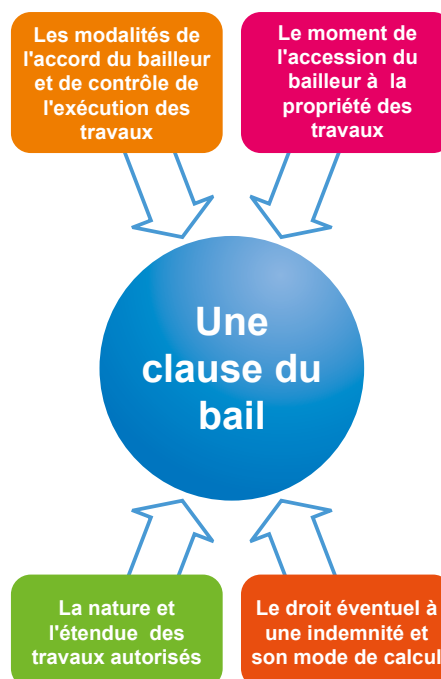 Les modalités de
l'accord du bailleur
et de contrôle de
l'exécution des
travaux
Le moment de
l'accession du
bailleur à la
propriété des
travaux
Une
clause du
bail
La nature et
l'étendue des
travaux autorisés
Le droit éventuel à
une indemnité et
son mode de calcul